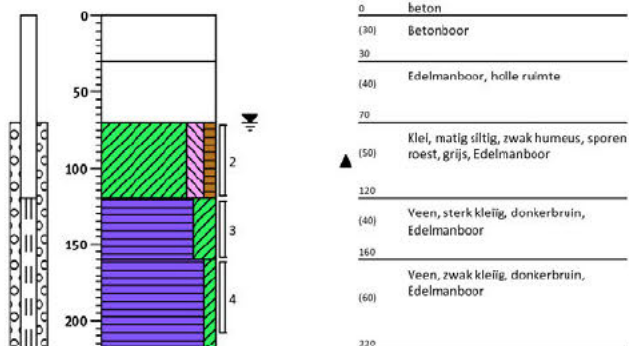 0
50
100
150
200
2
3
4
0 beton
(30) Betonboor
30
(40) Edelmanboor, holle ruimte
70
Klei, matig siltig, zwak humeus, sporen
(50) roest, grijs, Edelmanboor
120
(40) Veen, sterk kleiïg, donkerbruin,
Edelmanboor
160
Veen, zwak kleiïg, donkerbruin,
(60) Edelmanboor
220